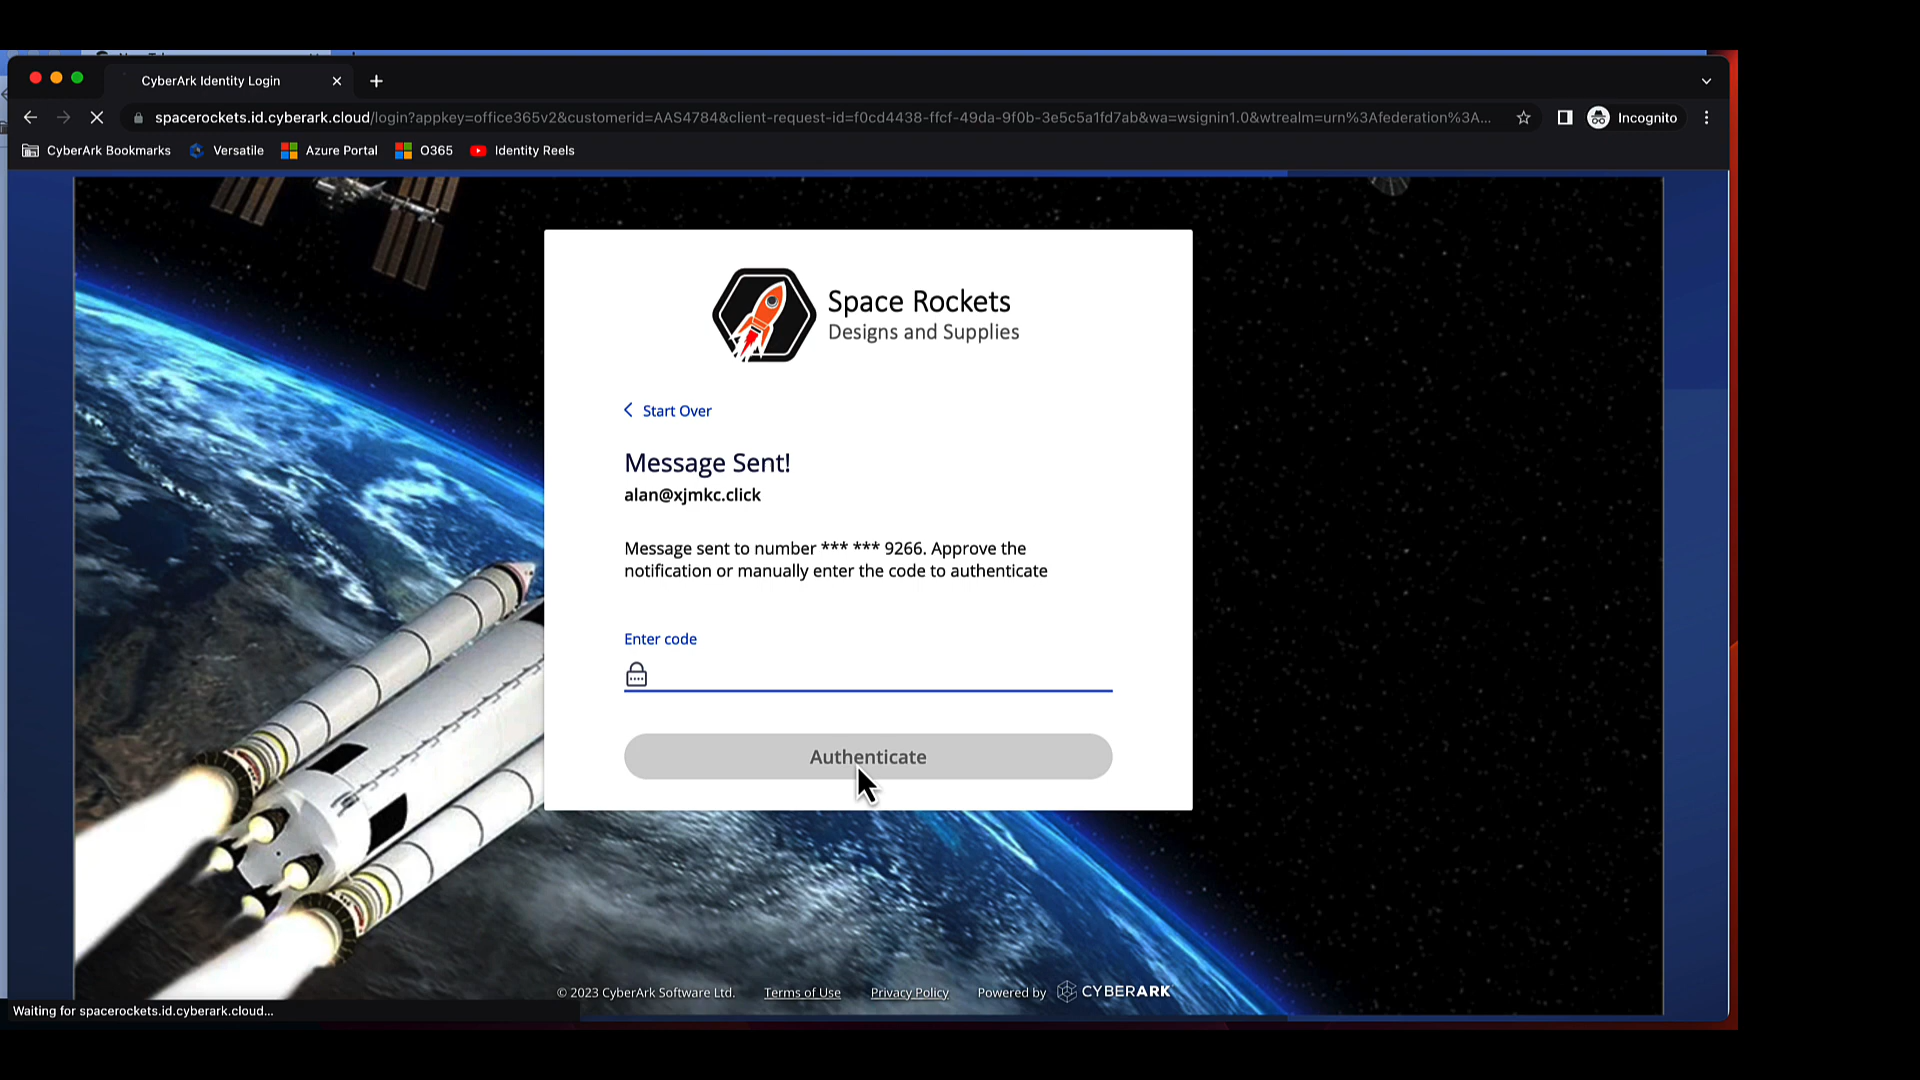 CyberArk Identity Login
spacerockets.id.cyberark.cloud/login?appkey=office365v2&customerid=AAS4784&client-request-id=f0cd4438-ffcf-49da-9f0b-3e5c5a1fd7ab&wa=wsignin1.0&wtrealm=urn%3Afederation%3A...
Incognito
CyberArk Bookmarks
Versatile
Azure Portal
O365
Identity Reels
Space Rockets
Designs and Supplies
Start Over
Message Sent!
alan@xjmkc.click
Message sent to number *** *** 9266. Approve the
notification or manually enter the code to authenticate
Enter code
Authenticate
© 2023 CyberArk Software Ltd.
Terms of Use
Privacy Policy
Powered by
CYBERARK
Waiting for spacerockets.id.cyberark.cloud...